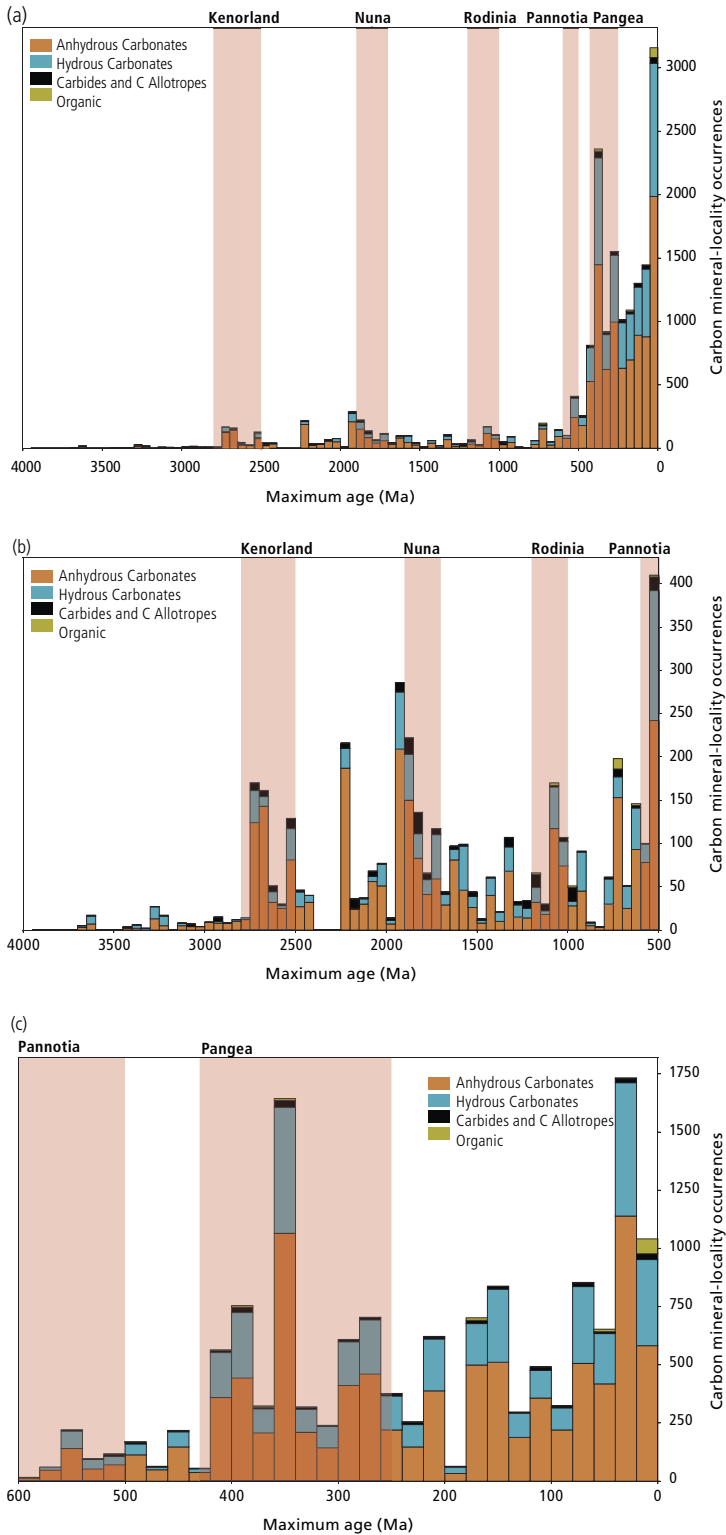 (a)
Kenorland Nuna Rodinia Pannotia Pangea
Anhydrous Carbonates
Hydrous Carbonates
Carbides and C Allotropes
Organic
3000
2500
2000
1500
1000
500
0
Carbon mineral-locality occurrences
4000 3500 3000 2500 2000 1500 1000 500 0
Maximum age (Ma)
(b)
Kenorland Nuna Rodinia Pannotia
Anhydrous Carbonates
Hydrous Carbonates
Carbides and C Allotropes
Organic
400
350
300
250
200
150
100
50
0
Carbon mineral-locality occurrences
4000 3500 3000 2500 2000 1500 1000 500
Maximum age (Ma)
(c)
Pannotia Pangea
Anhydrous Carbonates
Hydrous Carbonates
Carbides and C Allotropes
Organic
1750
1500
1250
1000
750
500
250
0
Carbon mineral-locality occurrences
600 500 400 300 200 100 0
Maximum age (Ma)